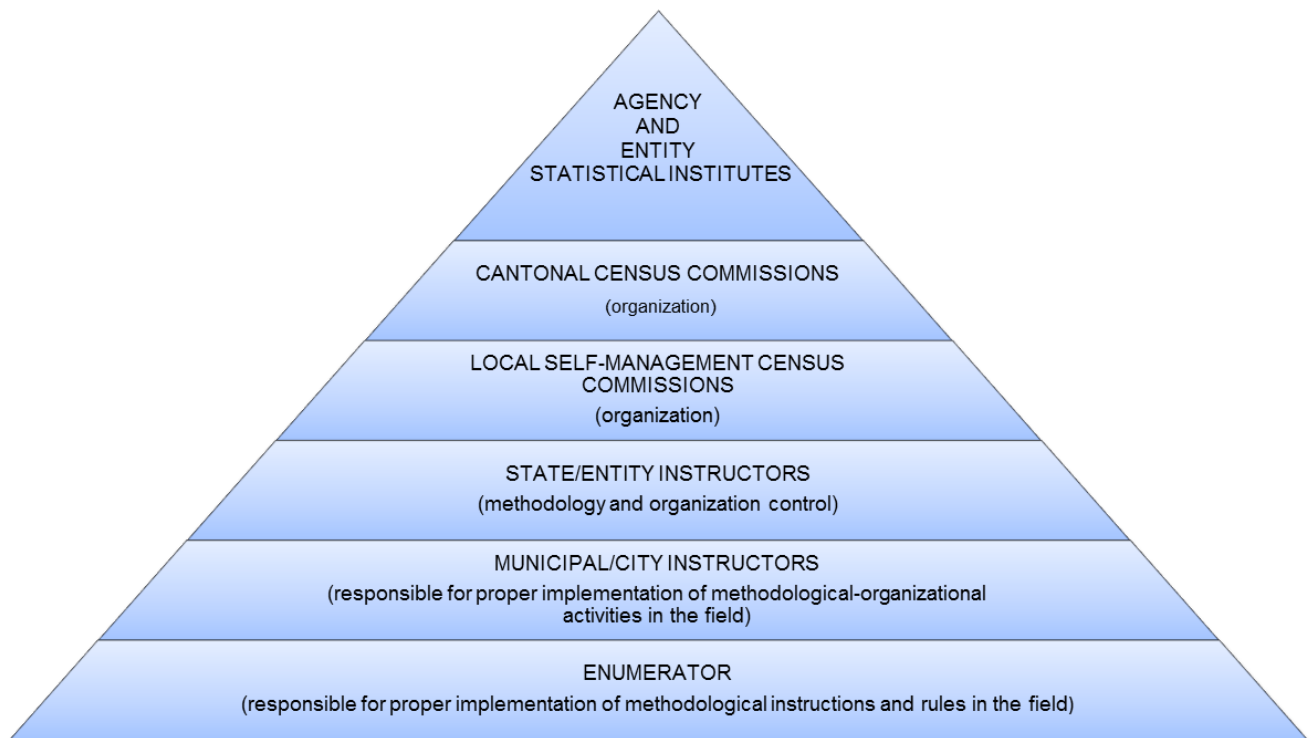 AGENCY
AND
ENTITY
STATISTICAL INSTITUTES
CANTONAL CENSUS COMMISSIONS
(organization)
LOCAL SELF-MANAGEMENT CENSUS
COMMISSIONS
(organization)
STATE/ENTITY INSTRUCTORS
(methodology and organization control)
MUNICIPAL/CITY INSTRUCTORS
(responsible for proper implementation of methodological-organizational
activities in the field)
ENUMERATOR
(responsible for proper implementation of methodological instructions and rules in the field)